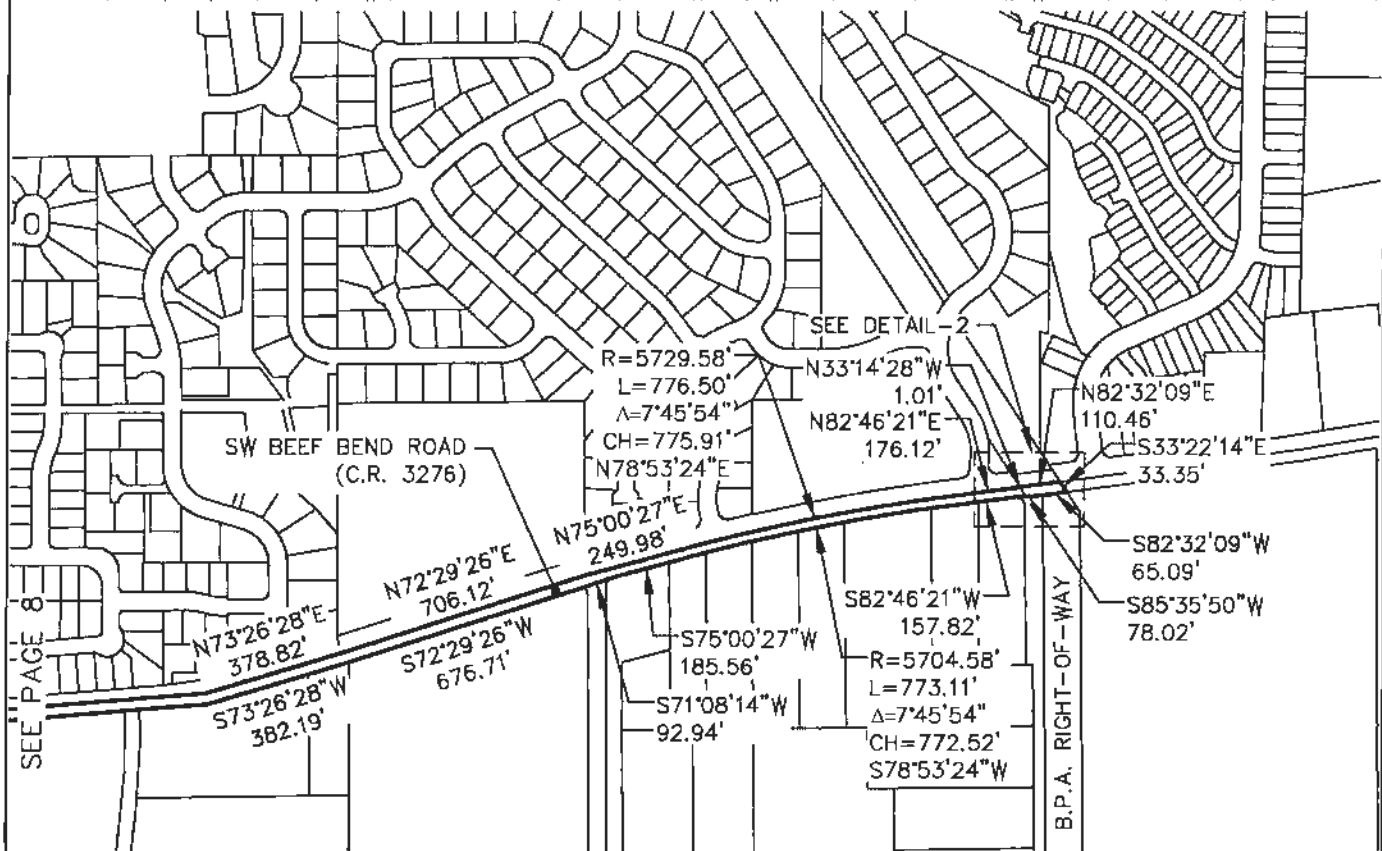 SEE DETAIL-2
R=5729.58'
L=776.50'
Δ=7°45'54"
CH=775.91'
N78°53'24"E
N33°14'28"W
1.01'
N82°46'21"E
176.12'
N82°32'09"E
110.46'
S33°22'14"E
33.35'
SW BEEF BEND ROAD
(C.R. 3276)
N75°00'27"E
249.98'
N72°29'26"E
706.12'
N73°26'28"E
378.82'
S73°26'28"W
382.19'
S72°29'26"W
676.71'
S75°00'27"W
185.56'
S71°08'14"W
92.94'
S82°46'21"W
157.82'
R=5704.58'
L=773.11'
Δ=7°45'54"
CH=772.52'
S78°53'24"W
S82°32'09"W
65.09'
S85°35'50"W
78.02'
B.P.A. RIGHT-OF-WAY
SEE PAGE 8